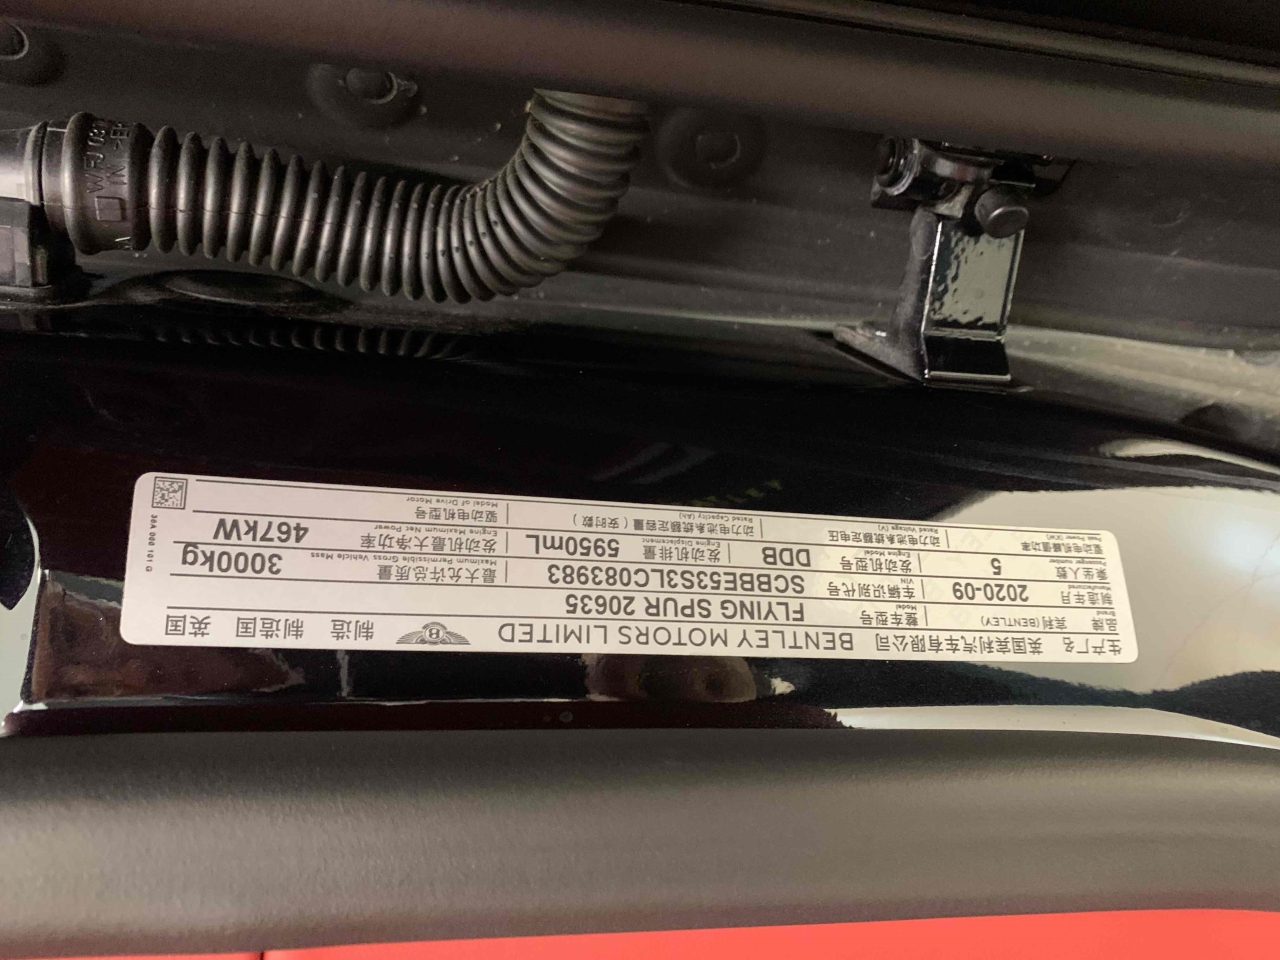 生产厂名 英国宾利汽车有限公司 BENTLEY MOTORS LIMITED 制造 制造国 英国
品牌 Brand 宾利 (BENTLEY) 整车型号 Model FLYING SPUR 20635
制造年月 2020-09 车辆识别代号 VIN SCBBE53S3LC083983 最大允许总质量 Maximum Permissible Gross Vehicle Mass 3000kg
乘坐人数 Passenger number 5 发动机型号 Engine Model DDB 发动机排量 Engine Displacement 5950mL 发动机最大净功率 Engine Maximum Net Power 467kW
驱动电机峰值功率 Peak Power (KW) 动力电池系统额定电压 Rated Voltage (V) 动力电池系统额定容量 (安时数) Rated Capacity (Ah) 驱动电机型号 Model of Drive Motor
36A 000 101 G